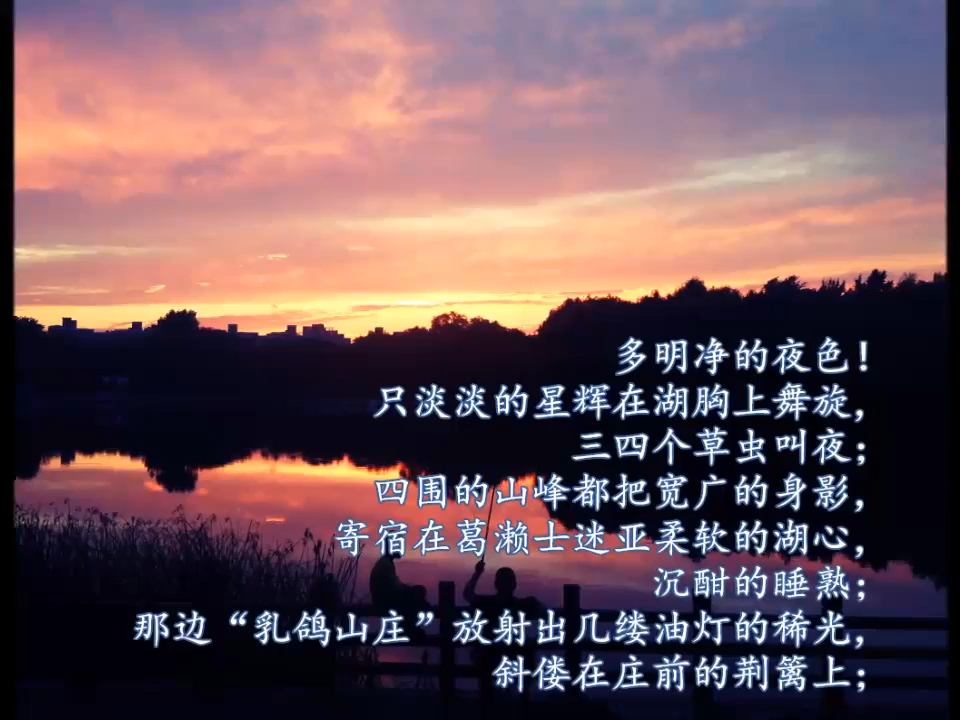 多明净的夜色！
只淡淡的星辉在湖胸上舞旋，
三四个草虫叫夜；
四围的山峰都把宽广的身影，
寄宿在葛濑士迷亚柔软的湖心，
沉酣的睡熟；
那边“乳鸽山庄”放射出几缕油灯的稀光，
斜偻在庄前的荆篱上；